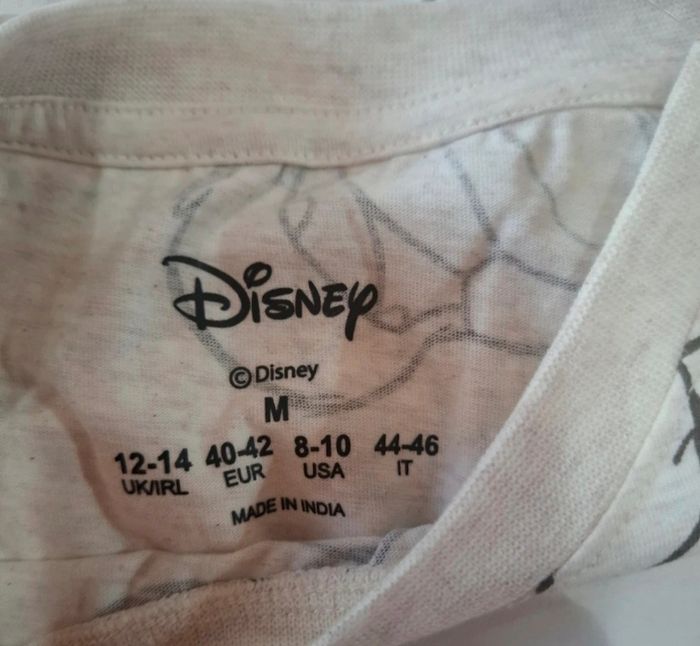 Disney
© Disney
M
12-14 40-42 8-10 44-46
UK/IRL EUR USA IT
MADE IN INDIA